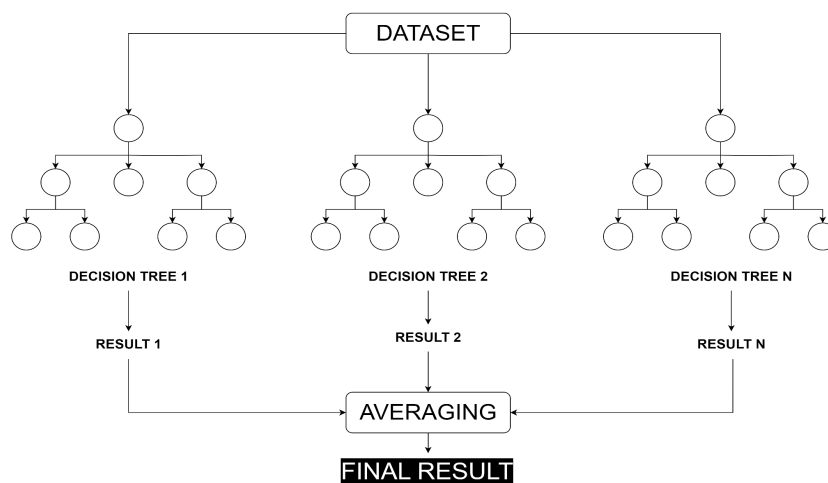 DATASET
DECISION TREE 1
DECISION TREE 2
DECISION TREE N
RESULT 1
RESULT 2
RESULT N
AVERAGING
FINAL RESULT